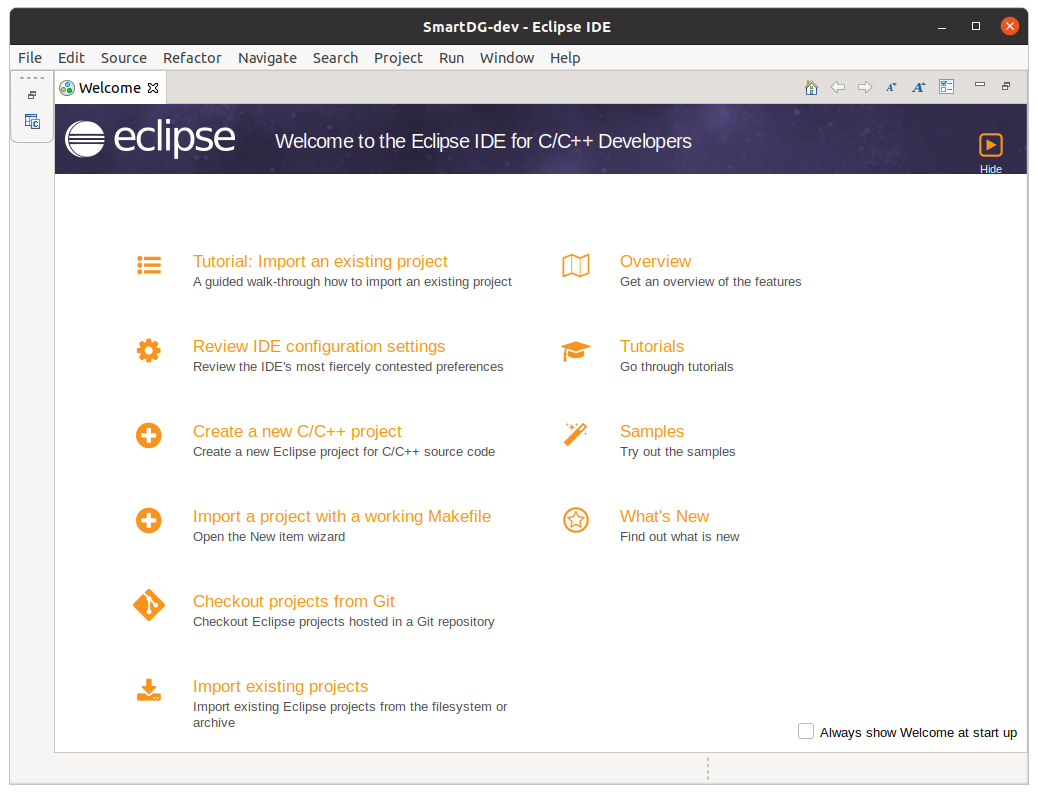 SmartDG-dev - Eclipse IDE
File Edit Source Refactor Navigate Search Project Run Window Help
Welcome
eclipse
Welcome to the Eclipse IDE for C/C++ Developers
Hide
Tutorial: Import an existing project
A guided walk-through how to import an existing project
Review IDE configuration settings
Review the IDE's most fiercely contested preferences
Create a new C/C++ project
Create a new Eclipse project for C/C++ source code
Import a project with a working Makefile
Open the New item wizard
Checkout projects from Git
Checkout Eclipse projects hosted in a Git repository
Import existing projects
Import existing Eclipse projects from the filesystem or
archive
Overview
Get an overview of the features
Tutorials
Go through tutorials
Samples
Try out the samples
What's New
Find out what is new
Always show Welcome at start up